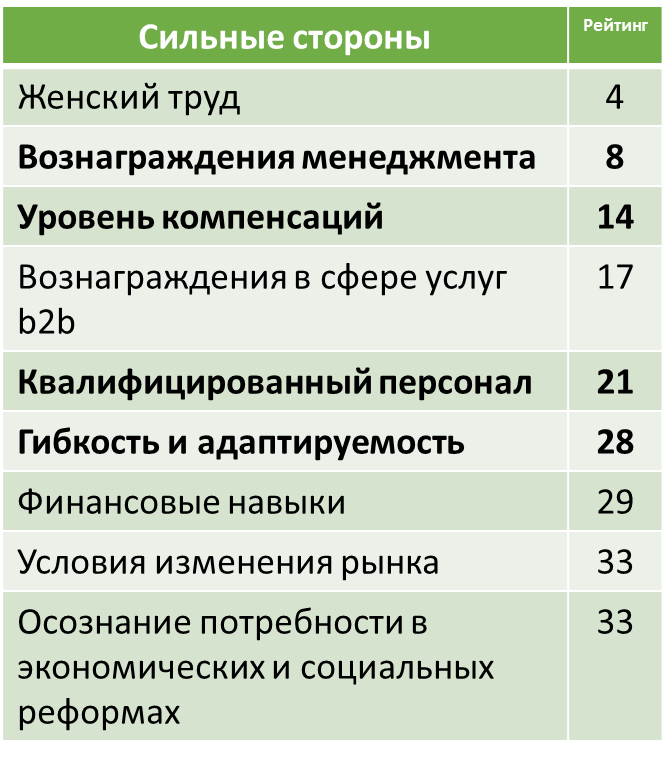 Сильные стороны Рейтинг
Женский труд 4
Вознаграждения менеджмента 8
Уровень компенсаций 14
Вознаграждения в сфере услуг 17
b2b
Квалифицированный персонал 21
Гибкость и адаптируемость 28
Финансовые навыки 29
Условия изменения рынка 33
Осознание потребности в 33
экономических и социальных
реформах